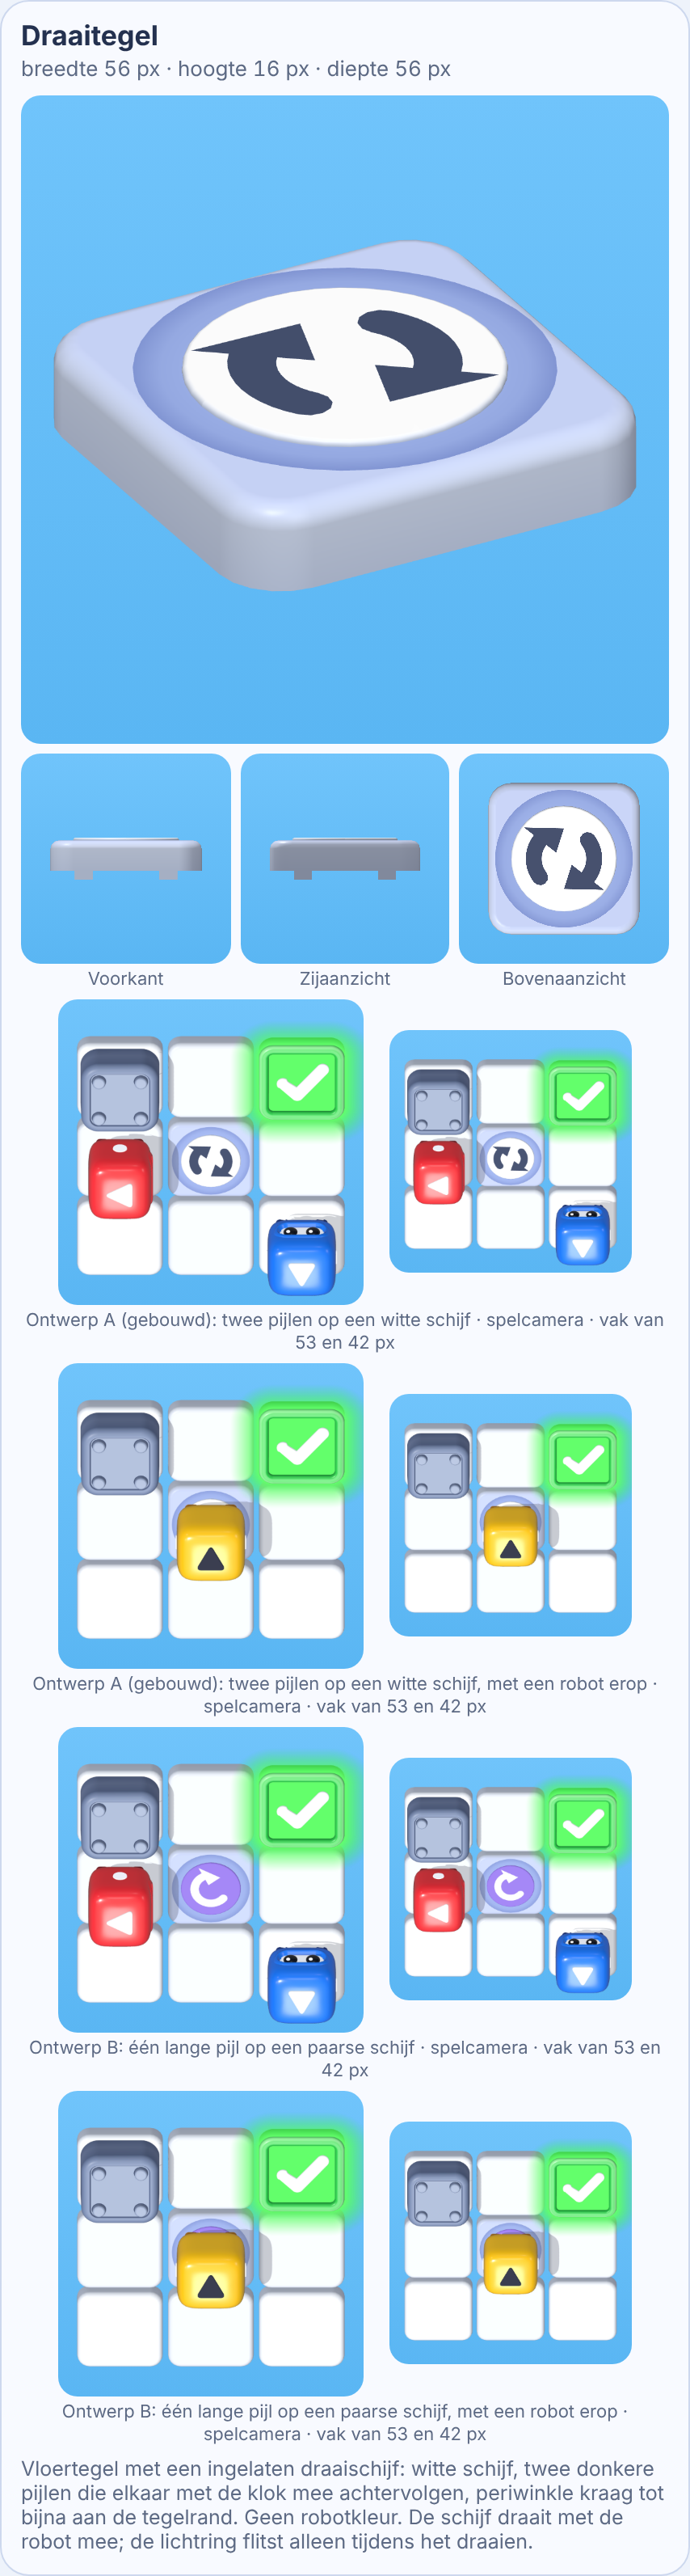 Draaitegel
breedte 56 px · hoogte 16 px · diepte 56 px
Voorkant
Zijaanzicht
Bovenaanzicht
Ontwerp A (gebouwd): twee pijlen op een witte schijf · spelcamera · vak van
53 en 42 px
Ontwerp A (gebouwd): twee pijlen op een witte schijf, met een robot erop ·
spelcamera · vak van 53 en 42 px
Ontwerp B: één lange pijl op een paarse schijf · spelcamera · vak van 53 en
42 px
Ontwerp B: één lange pijl op een paarse schijf, met een robot erop ·
spelcamera · vak van 53 en 42 px
Vloertegel met een ingelaten draaischijf: witte schijf, twee donkere
pijlen die elkaar met de klok mee achtervolgen, periwinkle kraag tot
bijna aan de tegelrand. Geen robotkleur. De schijf draait met de
robot mee; de lichtring flitst alleen tijdens het draaien.